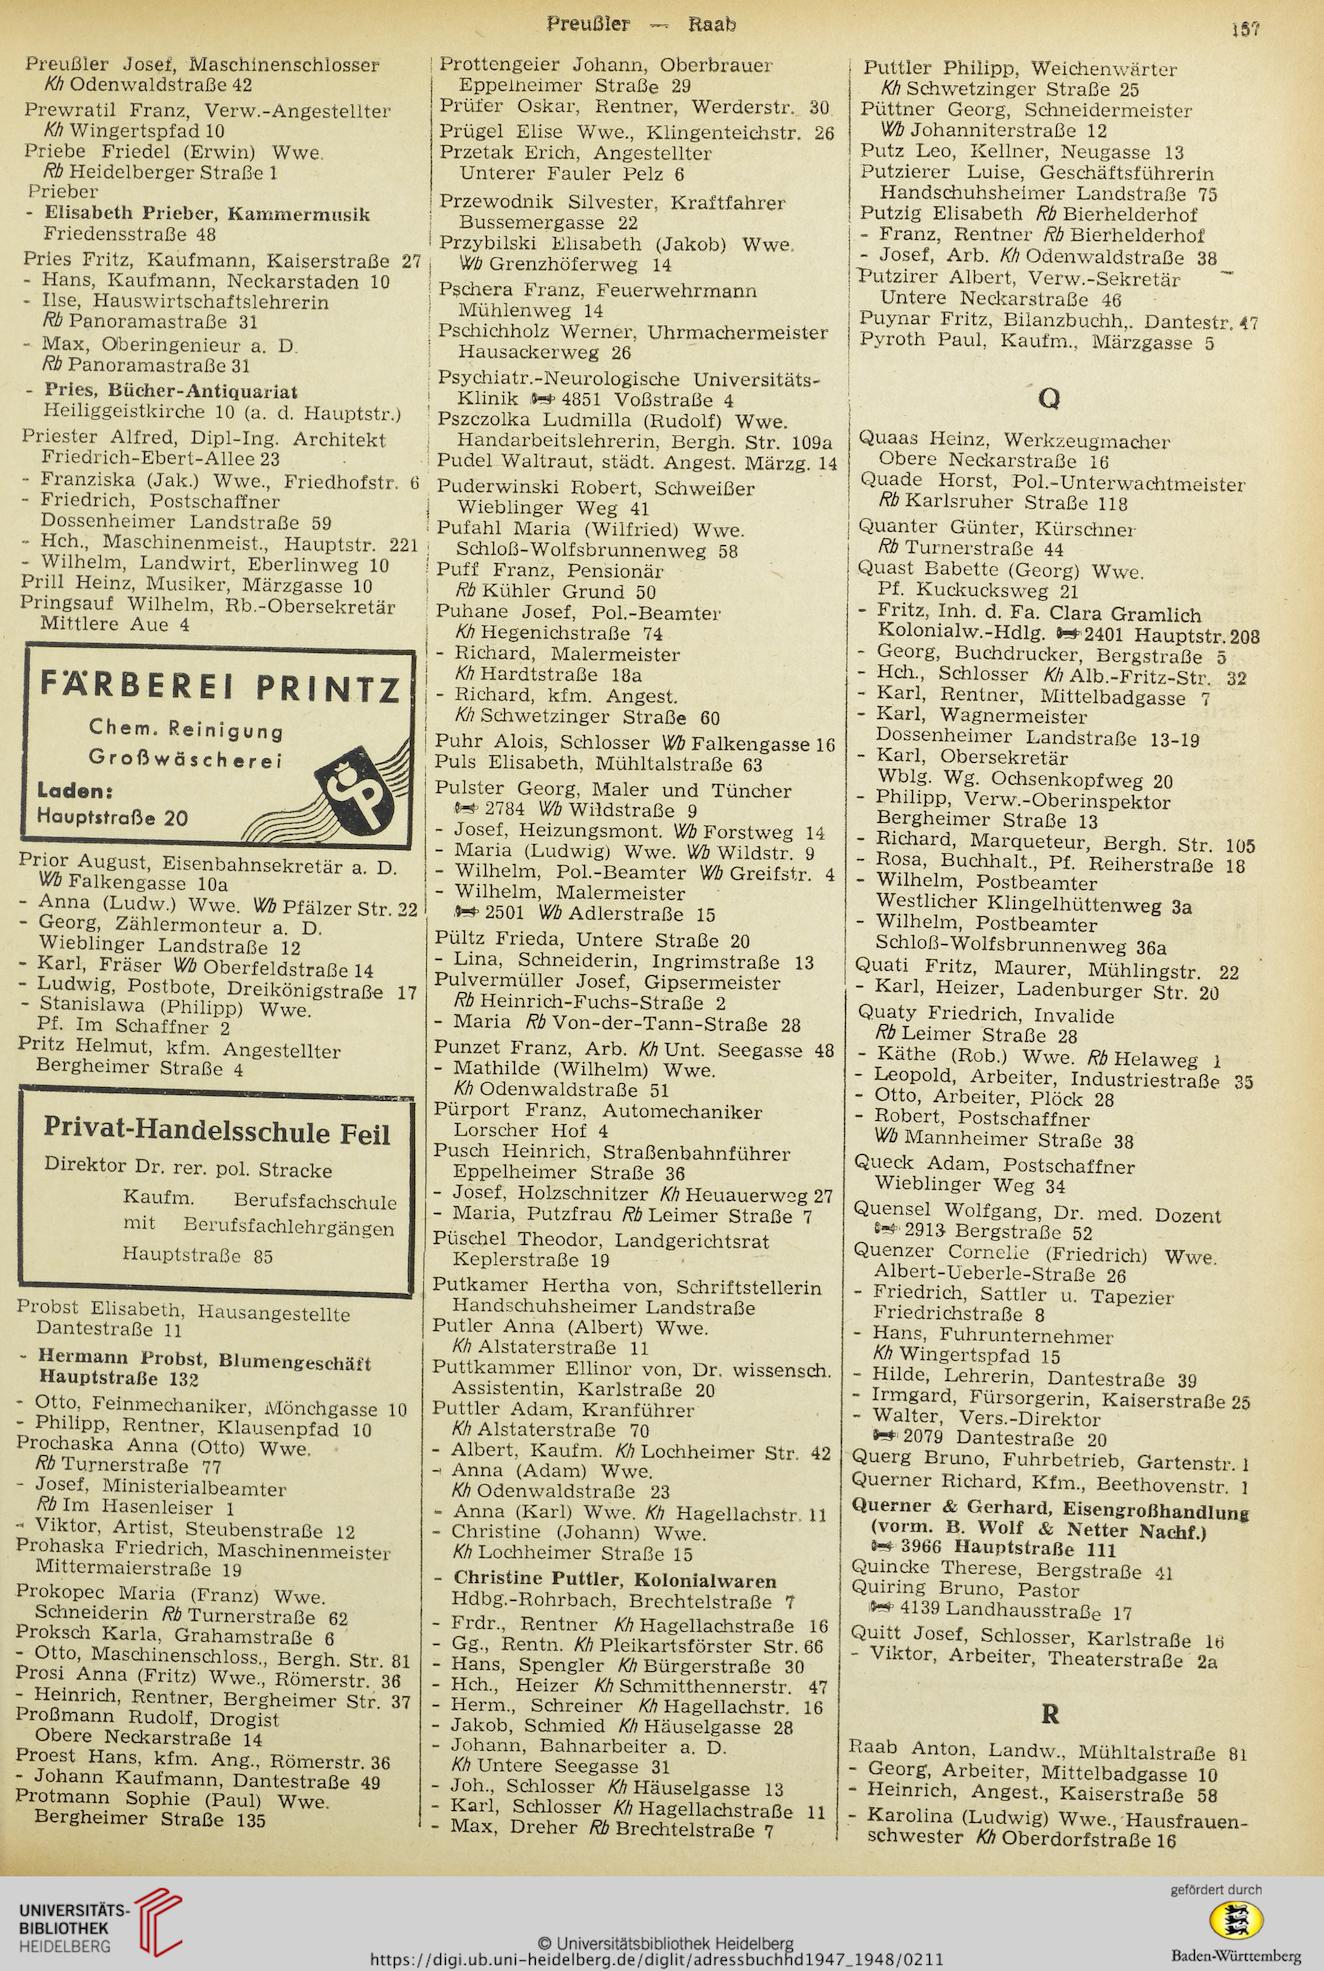 Preußler — Raab
157
Preußler Josef, Maschinenschlosser
Kh Odenwaldstraße 42
Prewratil Franz, Verw.-Angestellter
Kh Wingertspfad 10
Priebe Friedel (Erwin) Wwe.
Rb Heidelberger Straße 1
Prieber
- Elisabeth Prieber, Kammermusik
Friedensstraße 48
Pries Fritz, Kaufmann, Kaiserstraße 27
- Hans, Kaufmann, Neckarstaden 10
- Ilse, Hauswirtschaftslehrerin
Rb Panoramastraße 31
- Max, Oberingenieur a. D.
Rb Panoramastraße 31
- Pries, Bücher-Antiquariat
Heiliggeistkirche 10 (a. d. Hauptstr.)
Priester Alfred, Dipl-Ing. Architekt
Friedrich-Ebert-Allee 23
- Franziska (Jak.) Wwe., Friedhofstr. 6
- Friedrich, Postschaffner
Dossenheimer Landstraße 59
- Hch., Maschinenmeist., Hauptstr. 221
- Wilhelm, Landwirt, Eberlinweg 10
Prill Heinz, Musiker, Märzgasse 10
Pringsauf Wilhelm, Rb.-Obersekretär
Mittlere Aue 4
FÄRBEREI PRINTZ
Chem. Reinigung
Großwäscherei
Laden:
Hauptstraße 20
Prior August, Eisenbahnsekretär a. D.
Wb Falkengasse 10a
- Anna (Ludw.) Wwe. Wb Pfälzer Str. 22
- Georg, Zählermonteur a. D.
Wieblinger Landstraße 12
- Karl, Fräser Wb Oberfeldstraße 14
- Ludwig, Postbote, Dreikönigstraße 17
- Stanislawa (Philipp) Wwe.
Pf. Im Schaffner 2
Pritz Helmut, kfm. Angestellter
Bergheimer Straße 4
Privat-Handelsschule Feil
Direktor Dr. rer. pol. Stracke
Kaufm. Berufsfachschule
mit Berufsfachlehrgängen
Hauptstraße 85
Probst Elisabeth, Hausangestellte
Dantestraße 11
- Hermann Probst, Blumengeschäft
Hauptstraße 132
- Otto, Feinmechaniker, Mönchgasse 10
- Philipp, Rentner, Klausenpfad 10
Prochaska Anna (Otto) Wwe.
Rb Turnerstraße 77
- Josef, Ministerialbeamter
Rb Im Hasenleiser 1
- Viktor, Artist, Steubenstraße 12
Prohaska Friedrich, Maschinenmeister
Mittermaierstraße 19
Prokopec Maria (Franz) Wwe.
Schneiderin Rb Turnerstraße 62
Proksch Karla, Grahamstraße 6
- Otto, Maschinenschloss., Bergh. Str. 81
Prosi Anna (Fritz) Wwe., Römerstr. 36
- Heinrich, Rentner, Bergheimer Str. 37
Proßmann Rudolf, Drogist
Obere Neckarstraße 14
Proest Hans, kfm. Ang., Römerstr. 36
- Johann Kaufmann, Dantestraße 49
Protmann Sophie (Paul) Wwe.
Bergheimer Straße 135
Prottengeier Johann, Oberbrauer
Eppelheimer Straße 29
Prüfer Oskar, Rentner, Werderstr. 30
Prügel Elise Wwe., Klingenteichstr. 26
Przetak Erich, Angestellter
Unterer Fauler Pelz 6
Przewodnik Silvester, Kraftfahrer
Bussemergasse 22
Przybilski Elisabeth (Jakob) Wwe.
Wb Grenzhöferweg 14
Pschera Franz, Feuerwehrmann
Mühlenweg 14
Pschichholz Werner, Uhrmachermeister
Hausackerweg 26
Psychiatr.-Neurologische Universitäts-
Klinik 4851 Voßstraße 4
Pszczolka Ludmilla (Rudolf) Wwe.
Handarbeitslehrerin, Bergh. Str. 109a
Pudel Waltraut, städt. Angest. Märzg. 14
Puderwinski Robert, Schweißer
Wieblinger Weg 41
Pufahl Maria (Wilfried) Wwe.
Schloß-Wolfsbrunnenweg 58
Puff Franz, Pensionär
Rb Kühler Grund 50
Puhane Josef, Pol.-Beamter
Kh Hegenichstraße 74
- Richard, Malermeister
Kh Hardtstraße 18a
- Richard, kfm. Angest.
Kh Schwetzinger Straße 60
Puhr Alois, Schlosser Wb Falkengasse 16
Puls Elisabeth, Mühltalstraße 63
Pulster Georg, Maler und Tüncher
2784 Wb Wildstraße 9
- Josef, Heizungsmont. Wb Forstweg 14
- Maria (Ludwig) Wwe. Wb Wildstr. 9
- Wilhelm, Pol.-Beamter Wb Greifstr. 4
- Wilhelm, Malermeister
2501 Wb Adlerstraße 15
Pültz Frieda, Untere Straße 20
- Lina, Schneiderin, Ingrimstraße 13
Pulvermüller Josef, Gipsermeister
Rb Heinrich-Fuchs-Straße 2
- Maria Rb Von-der-Tann-Straße 28
Punzet Franz, Arb. Kh Unt. Seegasse 48
- Mathilde (Wilhelm) Wwe.
Kh Odenwaldstraße 51
Pürport Franz, Automechaniker
Lorscher Hof 4
Pusch Heinrich, Straßenbahnführer
Eppelheimer Straße 36
- Josef, Holzschnitzer Kh Heuauerweg 27
- Maria, Putzfrau Rb Leimer Straße 7
Püschel Theodor, Landgerichtsrat
Keplerstraße 19
Putkamer Hertha von, Schriftstellerin
Handschuhsheimer Landstraße
Putler Anna (Albert) Wwe.
Kh Alstaterstraße 11
Puttkammer Ellinor von, Dr. wissensch.
Assistentin, Karlstraße 20
Puttler Adam, Kranführer
Kh Alstaterstraße 70
- Albert, Kaufm. Kh Lochheimer Str. 42
- Anna (Adam) Wwe.
Kh Odenwaldstraße 23
- Anna (Karl) Wwe. Kh Hagellachstr. 11
- Christine (Johann) Wwe.
Kh Lochheimer Straße 15
- Christine Puttler, Kolonialwaren
Hdbg.-Rohrbach, Brechtelstraße 7
- Frdr., Rentner Kh Hagellachstraße 16
- Gg., Rentn. Kh Pleikartsförster Str. 66
- Hans, Spengler Kh Bürgerstraße 30
- Hch., Heizer Kh Schmitthennerstr. 47
- Herm., Schreiner Kh Hagellachstr. 16
- Jakob, Schmied Kh Häuselgasse 28
- Johann, Bahnarbeiter a. D.
Kh Untere Seegasse 31
- Joh., Schlosser Kh Häuselgasse 13
- Karl, Schlosser Kh Hagellachstraße 11
- Max, Dreher Rb Brechtelstraße 7
Puttler Philipp, Weichenwärter
Kh Schwetzinger Straße 25
Püttner Georg, Schneidermeister
Wb Johanniterstraße 12
Putz Leo, Kellner, Neugasse 13
Putzierer Luise, Geschäftsführerin
Handschuhsheimer Landstraße 75
Putzig Elisabeth Rb Bierhelderhof
- Franz, Rentner Rb Bierhelderhof
- Josef, Arb. Kh Odenwaldstraße 38
Putzirer Albert, Verw.-Sekretär
Untere Neckarstraße 46
Puynar Fritz, Bilanzbuchh,. Dantestr. 47
Pyroth Paul, Kaufm., Märzgasse 5
Q
Quaas Heinz, Werkzeugmacher
Obere Neckarstraße 16
Quade Horst, Pol.-Unterwachtmeister
Rb Karlsruher Straße 118
Quanter Günter, Kürschner
Rb Turnerstraße 44
Quast Babette (Georg) Wwe.
Pf. Kuckucksweg 21
- Fritz, Inh. d. Fa. Clara Gramlich
Kolonialw.-Hdlg. 2401 Hauptstr. 208
- Georg, Buchdrucker, Bergstraße 5
- Hch., Schlosser Kh Alb.-Fritz-Str. 32
- Karl, Rentner, Mittelbadgasse 7
- Karl, Wagnermeister
Dossenheimer Landstraße 13-19
- Karl, Obersekretär
Wblg. Wg. Ochsenkopfweg 20
- Philipp, Verw.-Oberinspektor
Bergheimer Straße 13
- Richard, Marqueteur, Bergh. Str. 105
- Rosa, Buchhalt., Pf. Reiherstraße 18
- Wilhelm, Postbeamter
Westlicher Klingelhüttenweg 3a
- Wilhelm, Postbeamter
Schloß-Wolfsbrunnenweg 36a
Quati Fritz, Maurer, Mühlingstr. 22
- Karl, Heizer, Ladenburger Str. 20
Quaty Friedrich, Invalide
Rb Leimer Straße 28
- Käthe (Rob.) Wwe. Rb Helaweg 1
- Leopold, Arbeiter, Industriestraße 35
- Otto, Arbeiter, Plöck 28
- Robert, Postschaffner
Wb Mannheimer Straße 38
Queck Adam, Postschaffner
Wieblinger Weg 34
Quensel Wolfgang, Dr. med. Dozent
2913 Bergstraße 52
Quenzer Cornelie (Friedrich) Wwe.
Albert-Ueberle-Straße 26
- Friedrich, Sattler u. Tapezier
Friedrichstraße 8
- Hans, Fuhrunternehmer
Kh Wingertspfad 15
- Hilde, Lehrerin, Dantestraße 39
- Irmgard, Fürsorgerin, Kaiserstraße 25
- Walter, Vers.-Direktor
2079 Dantestraße 20
Querg Bruno, Fuhrbetrieb, Gartenstr. 1
Querner Richard, Kfm., Beethovenstr. 1
Querner & Gerhard, Eisengroßhandlung
(vorm. B. Wolf & Netter Nachf.)
3966 Hauptstraße 111
Quincke Therese, Bergstraße 41
Quiring Bruno, Pastor
4139 Landhausstraße 17
Quitt Josef, Schlosser, Karlstraße 16
- Viktor, Arbeiter, Theaterstraße 2a
R
Raab Anton, Landw., Mühltalstraße 81
- Georg, Arbeiter, Mittelbadgasse 10
- Heinrich, Angest., Kaiserstraße 58
- Karolina (Ludwig) Wwe., Hausfrauen-
schwester Kh Oberdorfstraße 16
UNIVERSITÄTS-
BIBLIOTHEK
HEIDELBERG
© Universitätsbibliothek Heidelberg
https://digi.ub.uni-heidelberg.de/diglit/adressbuchhd1947_1948/0211
gefördert durch
Baden-Württemberg